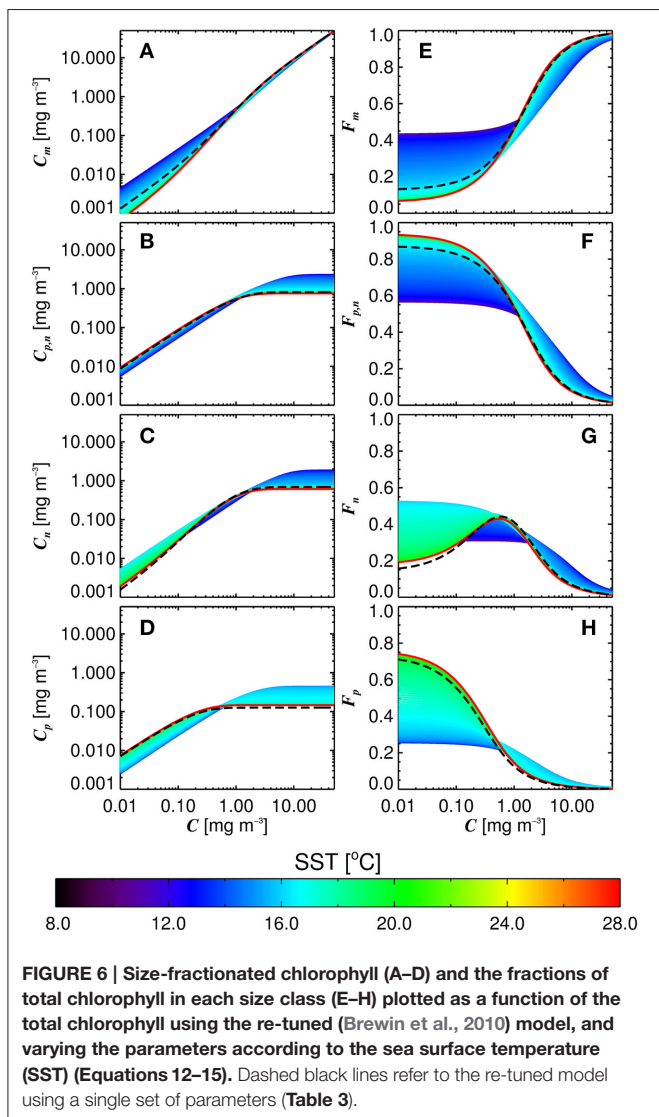 A
C_m [mg m⁻³]
10.000
1.000
0.100
0.010
0.001
E
F_m
1.0
0.8
0.6
0.4
0.2
0.0
B
C_p,n [mg m⁻³]
10.000
1.000
0.100
0.010
0.001
F
F_p,n
1.0
0.8
0.6
0.4
0.2
0.0
C
C_n [mg m⁻³]
10.000
1.000
0.100
0.010
0.001
G
F_n
1.0
0.8
0.6
0.4
0.2
0.0
D
C_p [mg m⁻³]
10.000
1.000
0.100
0.010
0.001
H
F_p
1.0
0.8
0.6
0.4
0.2
0.0
0.01 0.10 1.00 10.00
C [mg m⁻³]
0.01 0.10 1.00 10.00
C [mg m⁻³]
SST [°C]
8.0 12.0 16.0 20.0 24.0 28.0
FIGURE 6 | Size-fractionated chlorophyll (A–D) and the fractions of
total chlorophyll in each size class (E–H) plotted as a function of the
total chlorophyll using the re-tuned (Brewin et al., 2010) model, and
varying the parameters according to the sea surface temperature
(SST) (Equations 12–15). Dashed black lines refer to the re-tuned model
using a single set of parameters (Table 3).